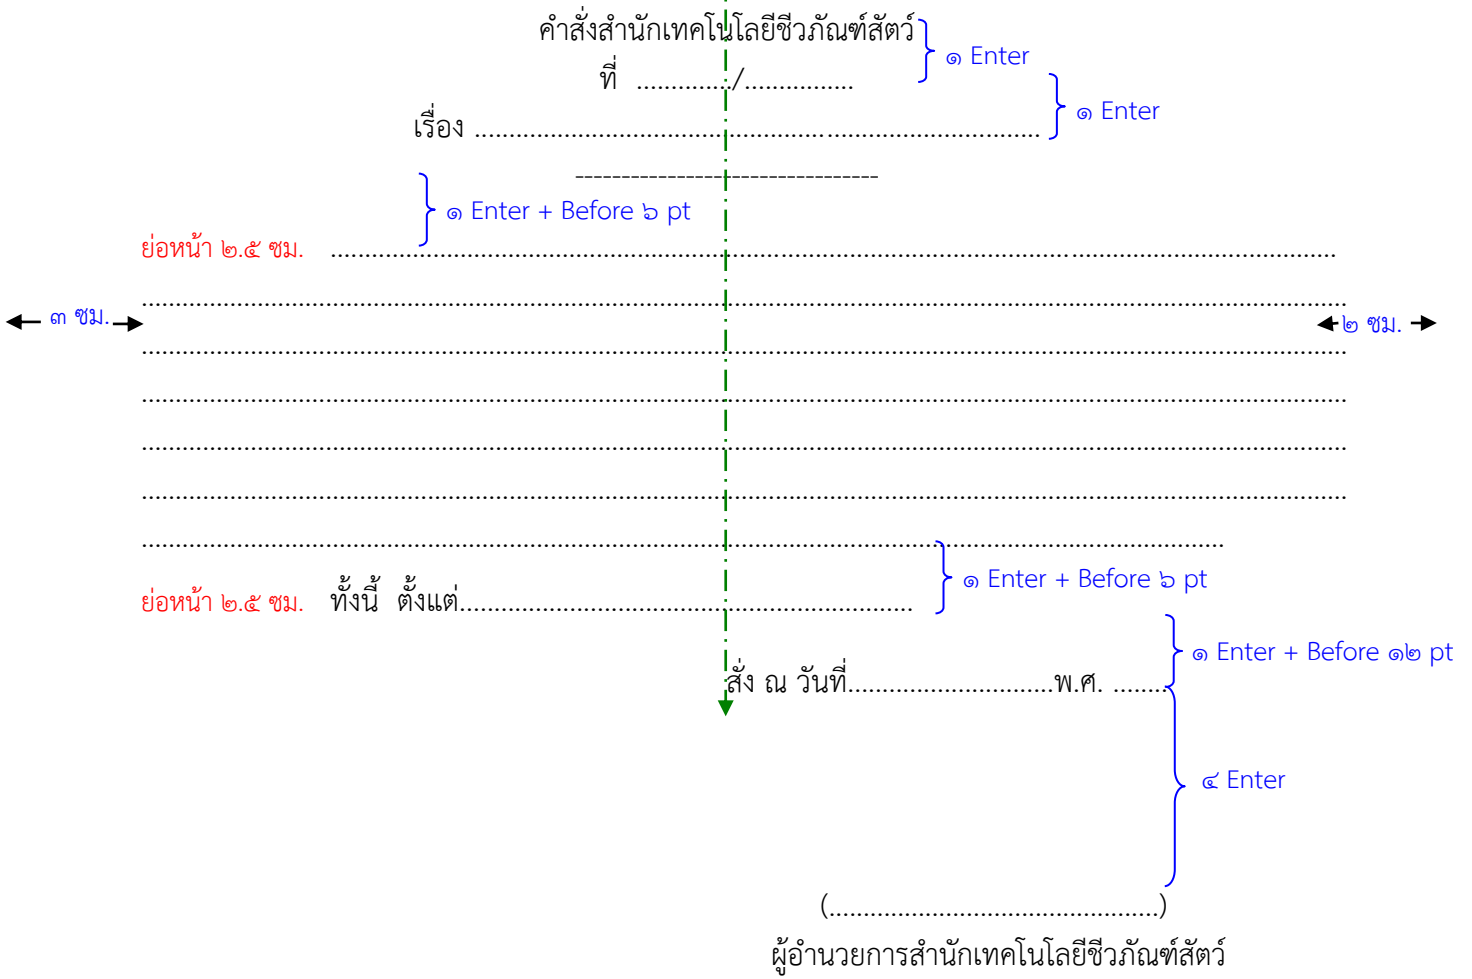 คำสั่งสำนักเทคโนโลยีชีวภัณฑ์สัตว์
๑ Enter
ที่ ............../................
๑ Enter
เรื่อง ...................................................................................
---------------------------------
๑ Enter + Before ๖ pt
ย่อหน้า ๒.๕ ซม. ....................................................................................................................................................
.................................................................................................................................................................................
๓ ซม. ๒ ซม.
.................................................................................................................................................................................
.................................................................................................................................................................................
.................................................................................................................................................................................
.................................................................................................................................................................................
...............................................................................................................................................................
๑ Enter + Before ๖ pt
ย่อหน้า ๒.๕ ซม. ทั้งนี้ ตั้งแต่...................................................................
๑ Enter + Before ๑๒ pt
สั่ง ณ วันที่..............................พ.ศ. ........
๔ Enter
(................................................)
ผู้อำนวยการสำนักเทคโนโลยีชีวภัณฑ์สัตว์